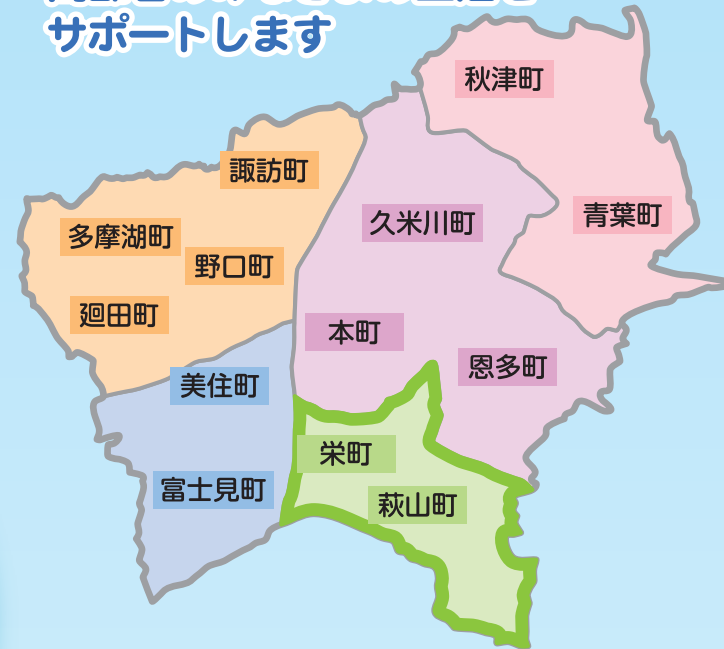 サポートします
秋津町
諏訪町
青葉町
久米川町
多摩湖町
野口町
廻田町
本町
恩多町
美住町
栄町
富士見町
萩山町